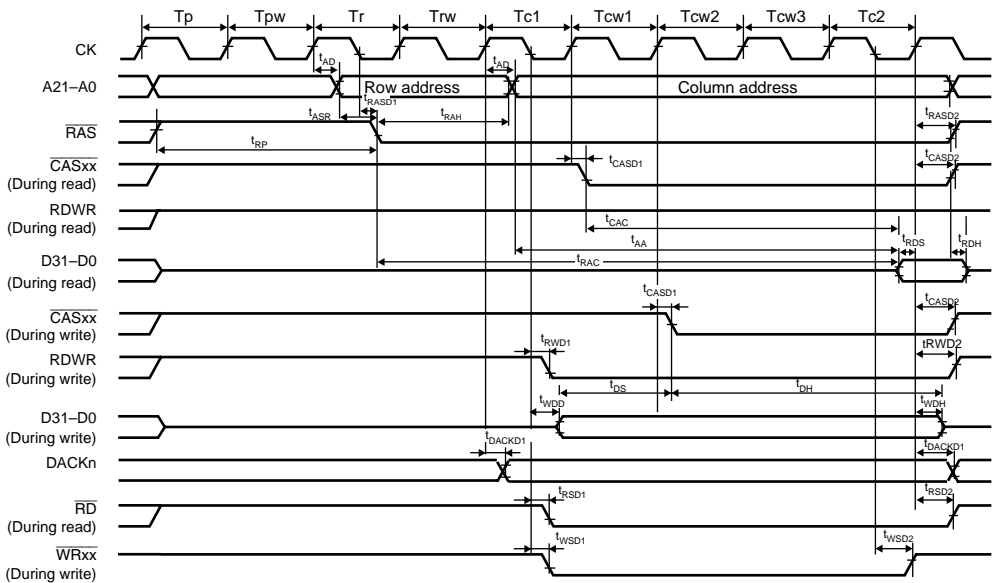 Tp Tpw Tr Trw Tc1 Tcw1 Tcw2 Tcw3 Tc2
CK
tAD tAD
A21–A0 Row address Column address
tRASD1
tASR tRAH tRASD2
RAS
tRP
CASxx tCASD1 tCASD2
(During read)
RDWR
(During read) tCAC
tAA tRDS tRDH
D31–D0 tRAC
(During read)
tCASD1 tCASD2
CASxx
(During write)
RDWR tRWD1 tRWD2
(During write)
tDS tDH
tWDD tWDH
D31–D0
(During write)
tDACKD1 tDACKD1
DACKn
tRSD1 tRSD2
RD
(During read)
tWSD1 tWSD2
WRxx
(During write)